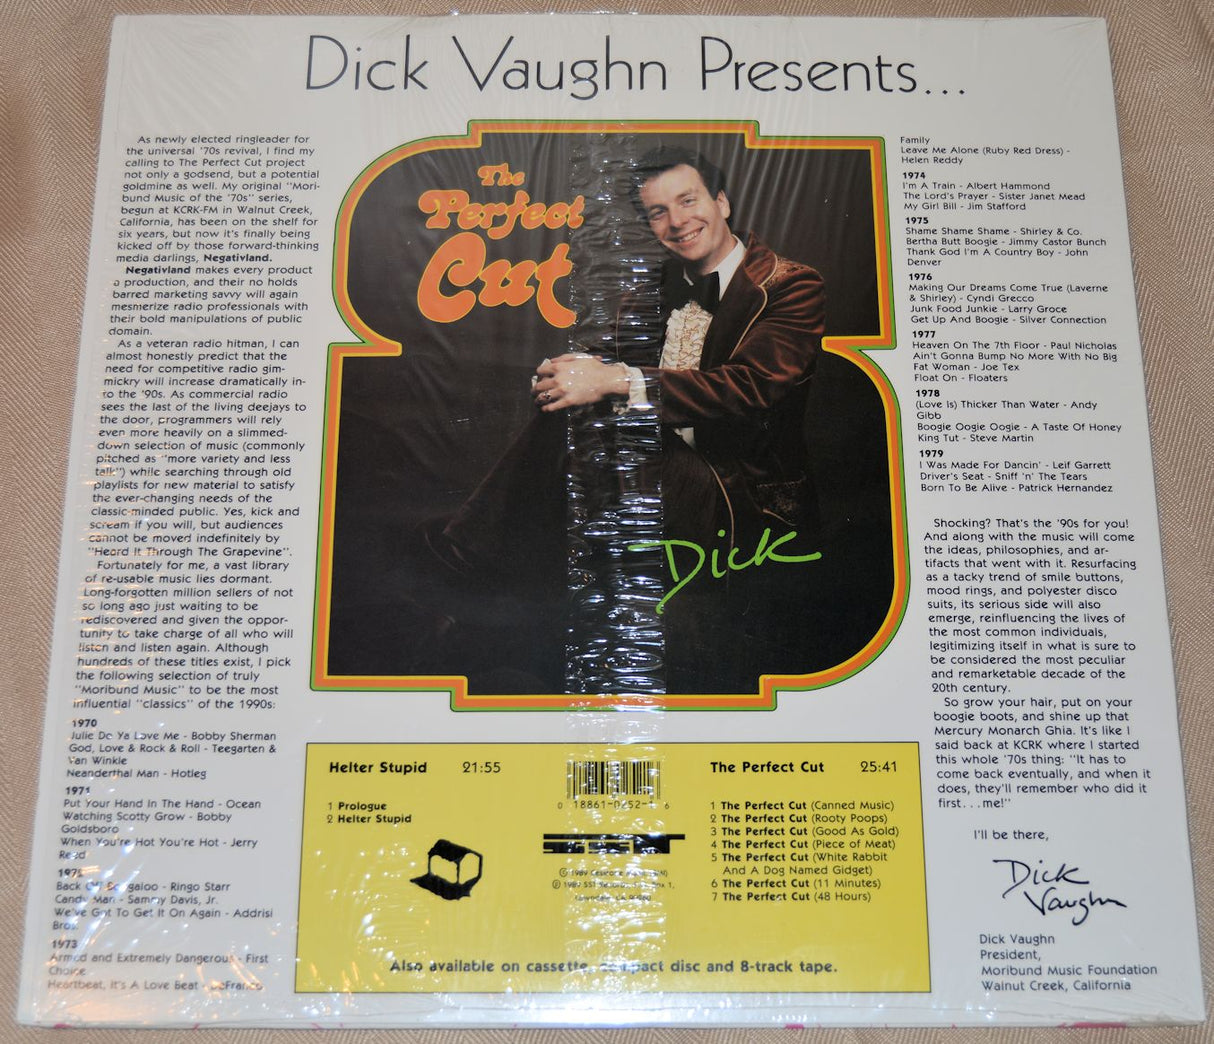 Dick Vaughn Presents...
As newly elected ringleader for
the universal '70s revival, I find my
calling to The Perfect Cut project
not only a godsend, but a potential
goldmine as well. My original "Mori-
bund Music of the '70s" series,
begun at KCRK-FM in Walnut Creek,
California, has been on the shelf for
six years, but now it's finally being
kicked off by those forward-thinking
media darlings, Negativland.
Negativland makes every product
a production, and their no holds
barred marketing savvy will again
mesmerize radio professionals with
their bold manipulations of public
domain.
As a veteran radio hitman, I can
almost honestly predict that the
need for competitive radio gim-
mickry will increase dramatically in-
to the '90s. As commercial radio
sees the last of the living deejays to
the door, programmers will rely
even more heavily on a slimmed-
down selection of music (commonly
pitched as "more variety and less
talk") while searching through old
playlists for new material to satisfy
the ever-changing needs of the
classic-minded public. Yes, kick and
scream if you will, but audiences
cannot be moved indefinitely by
"Heard It Through The Grapevine".
Fortunately for me, a vast library
of re-usable music lies dormant.
Long-forgotten million sellers of not
so long ago just waiting to be
rediscovered and given the oppor-
tunity to take charge of all who will
listen and listen again. Although
hundreds of these titles exist, I pick
the following selection of truly
"Moribund Music" to be the most
influential "classics" of the 1990s:
1970
Julie Do Ya Love Me - Bobby Sherman
God, Love & Rock & Roll - Teegarten &
Van Winkle
Neanderthal Man - Hotleg
1971
Put Your Hand In The Hand - Ocean
Watching Scotty Grow - Bobby
Goldsboro
When You're Hot You're Hot - Jerry
Reed
1972
Back Off Boogaloo - Ringo Starr
Candy Man - Sammy Davis, Jr.
We've Got To Get It On Again - Addrisi
Bros.
1973
Armed and Extremely Dangerous - First
Choice
Heartbeat, It's A Love Beat - DeFranco
The
Perfect
Cut
Dick
Helter Stupid 21:55
1 Prologue
2 Helter Stupid
0 18861-0252-1 6
SST
The Perfect Cut 25:41
1 The Perfect Cut (Canned Music)
2 The Perfect Cut (Rooty Poops)
3 The Perfect Cut (Good As Gold)
4 The Perfect Cut (Piece of Meat)
5 The Perfect Cut (White Rabbit
And A Dog Named Gidget)
6 The Perfect Cut (11 Minutes)
7 The Perfect Cut (48 Hours)
Also available on cassette, compact disc and 8-track tape.
Family
Leave Me Alone (Ruby Red Dress) -
Helen Reddy
1974
I'm A Train - Albert Hammond
The Lord's Prayer - Sister Janet Mead
My Girl Bill - Jim Stafford
1975
Shame Shame Shame - Shirley & Co.
Bertha Butt Boogie - Jimmy Castor Bunch
Thank God I'm A Country Boy - John
Denver
1976
Making Our Dreams Come True (Laverne
& Shirley) - Cyndi Grecco
Junk Food Junkie - Larry Groce
Get Up And Boogie - Silver Connection
1977
Heaven On The 7th Floor - Paul Nicholas
Ain't Gonna Bump No More With No Big
Fat Woman - Joe Tex
Float On - Floaters
1978
(Love Is) Thicker Than Water - Andy
Gibb
Boogie Oogie Oogie - A Taste Of Honey
King Tut - Steve Martin
1979
I Was Made For Dancin' - Leif Garrett
Driver's Seat - Sniff 'n' The Tears
Born To Be Alive - Patrick Hernandez
Shocking? That's the '90s for you!
And along with the music will come
the ideas, philosophies, and ar-
tifacts that went with it. Resurfacing
as a tacky trend of smile buttons,
mood rings, and polyester disco
suits, its serious side will also
emerge, reinfluencing the lives of
the most common individuals,
legitimizing itself in what is sure to
be considered the most peculiar
and remarketable decade of the
20th century.
So grow your hair, put on your
boogie boots, and shine up that
Mercury Monarch Ghia. It's like I
said back at KCRK where I started
this whole '70s thing: "It has to
come back eventually, and when it
does, they'll remember who did it
first...me!"
I'll be there,
Dick
Vaughn
Dick Vaughn
President,
Moribund Music Foundation
Walnut Creek, California